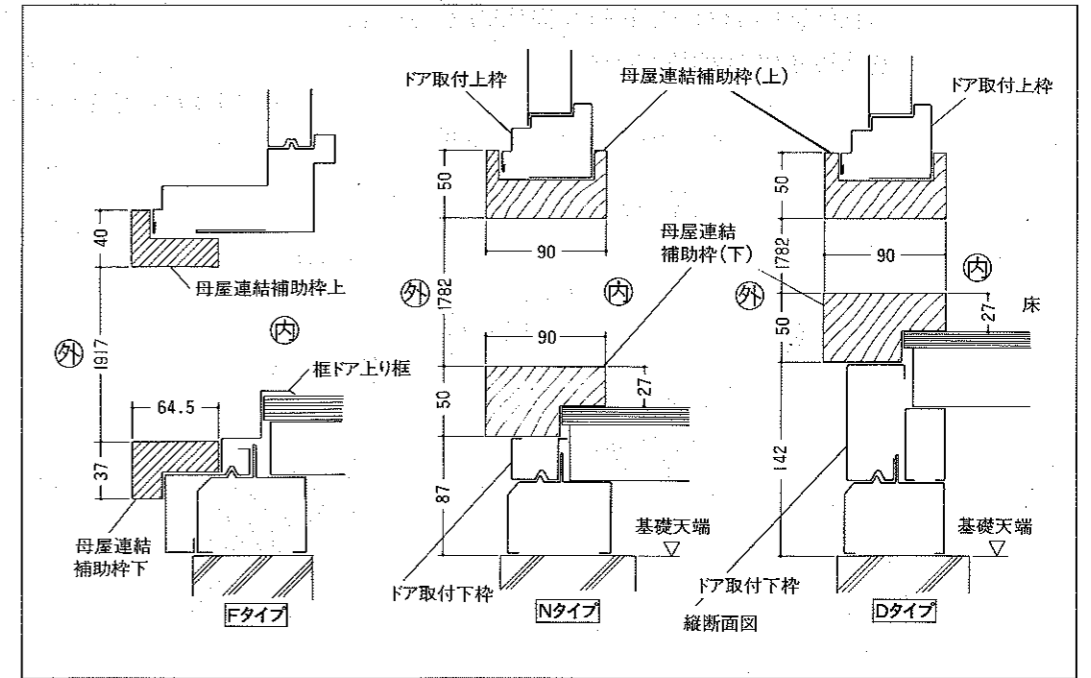 ドア取付上枠
母屋連結補助枠(上)
ドア取付上枠
50
50
40
90
母屋連結
補助枠(下)
90
母屋連結補助枠上
外
内
1782
外
内
1782
外
内
1917
27
床
50
90
框ドア上り框
27
64.5
50
37
142
87
母屋連結
補助枠下
基礎天端
基礎天端
ドア取付下枠
ドア取付下枠
縦断面図
Fタイプ
Nタイプ
Dタイプ